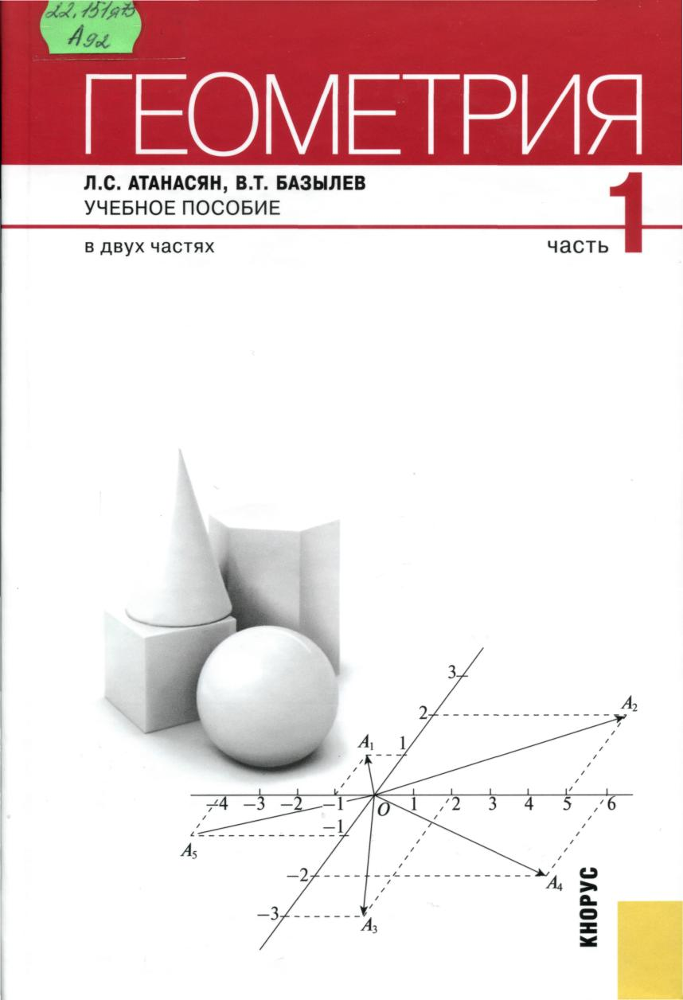 22.151я73
А92
ГЕОМЕТРИЯ
Л.С. АТАНАСЯН, В.Т. БАЗЫЛЕВ
УЧЕБНОЕ ПОСОБИЕ
1
в двух частях
часть
3
A₂
2
A₁
1
–4 –3 –2 –1 O 1 2 3 4 5 6
–1
A₅
–2
A₄
–3
A₃
КНОРУС